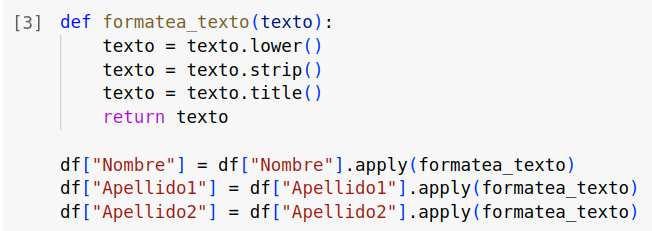 [3] def formatea_texto(texto):
    texto = texto.lower()
    texto = texto.strip()
    texto = texto.title()
    return texto

df["Nombre"] = df["Nombre"].apply(formatea_texto)
df["Apellido1"] = df["Apellido1"].apply(formatea_texto)
df["Apellido2"] = df["Apellido2"].apply(formatea_texto)